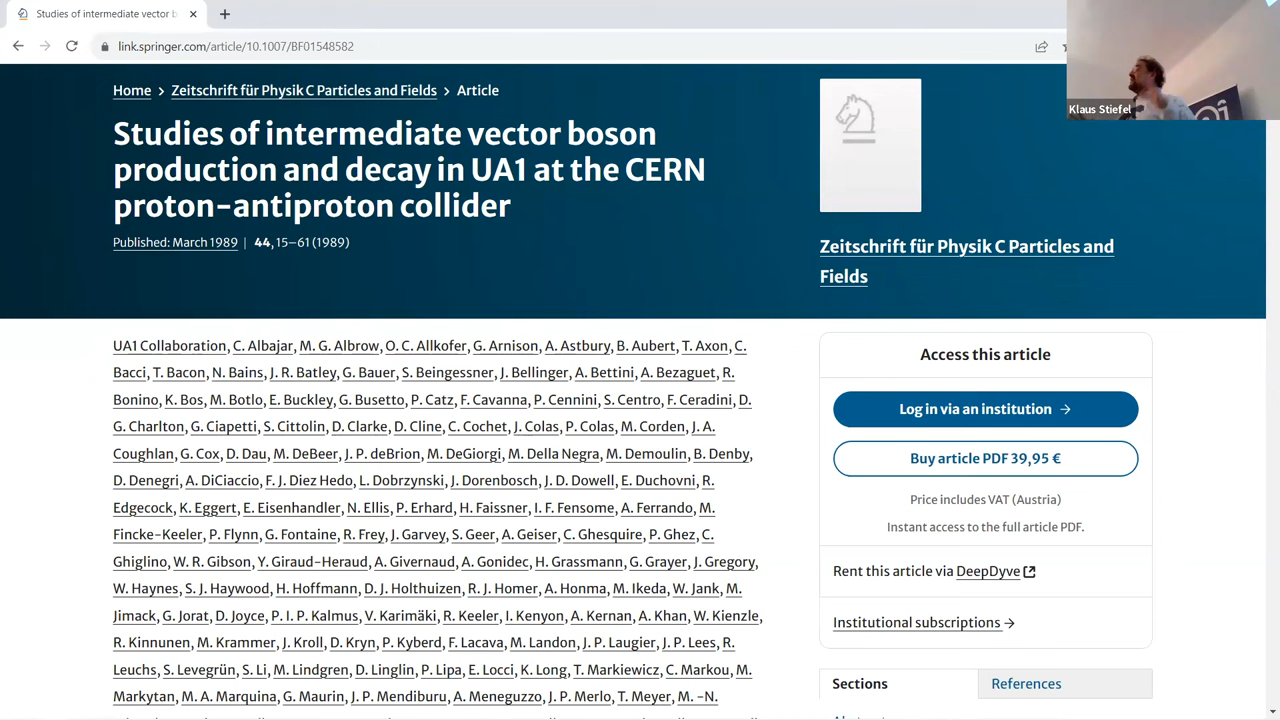 Studies of intermediate vector b
link.springer.com/article/10.1007/BF01548582
Klaus Stiefel
Home > Zeitschrift für Physik C Particles and Fields > Article
Studies of intermediate vector boson
production and decay in UA1 at the CERN
proton-antiproton collider
Published: March 1989 | 44, 15–61 (1989)
Zeitschrift für Physik C Particles and
Fields
UA1 Collaboration, C. Albajar, M. G. Albrow, O. C. Allkofer, G. Arnison, A. Astbury, B. Aubert, T. Axon, C.
Bacci, T. Bacon, N. Bains, J. R. Batley, G. Bauer, S. Beingessner, J. Bellinger, A. Bettini, A. Bezaguet, R.
Bonino, K. Bos, M. Botlo, E. Buckley, G. Busetto, P. Catz, F. Cavanna, P. Cennini, S. Centro, F. Ceradini, D.
G. Charlton, G. Ciapetti, S. Cittolin, D. Clarke, D. Cline, C. Cochet, J. Colas, P. Colas, M. Corden, J. A.
Coughlan, G. Cox, D. Dau, M. DeBeer, J. P. deBrion, M. DeGiorgi, M. Della Negra, M. Demoulin, B. Denby,
D. Denegri, A. DiCiaccio, F. J. Diez Hedo, L. Dobrzynski, J. Dorenbosch, J. D. Dowell, E. Duchovni, R.
Edgecock, K. Eggert, E. Eisenhandler, N. Ellis, P. Erhard, H. Faissner, I. F. Fensome, A. Ferrando, M.
Fincke-Keeler, P. Flynn, G. Fontaine, R. Frey, J. Garvey, S. Geer, A. Geiser, C. Ghesquire, P. Ghez, C.
Ghiglino, W. R. Gibson, Y. Giraud-Heraud, A. Givernaud, A. Gonidec, H. Grassmann, G. Grayer, J. Gregory,
W. Haynes, S. J. Haywood, H. Hoffmann, D. J. Holthuizen, R. J. Homer, A. Honma, M. Ikeda, W. Jank, M.
Jimack, G. Jorat, D. Joyce, P. I. P. Kalmus, V. Karimäki, R. Keeler, I. Kenyon, A. Kernan, A. Khan, W. Kienzle,
R. Kinnunen, M. Krammer, J. Kroll, D. Kryn, P. Kyberd, F. Lacava, M. Landon, J. P. Laugier, J. P. Lees, R.
Leuchs, S. Levegrün, S. Li, M. Lindgren, D. Linglin, P. Lipa, E. Locci, K. Long, T. Markiewicz, C. Markou, M.
Markytan, M. A. Marquina, G. Maurin, J. P. Mendiburu, A. Meneguzzo, J. P. Merlo, T. Meyer, M. -N.
Access this article
Log in via an institution →
Buy article PDF 39,95 €
Price includes VAT (Austria)
Instant access to the full article PDF.
Rent this article via DeepDyve
Institutional subscriptions →
Sections
References